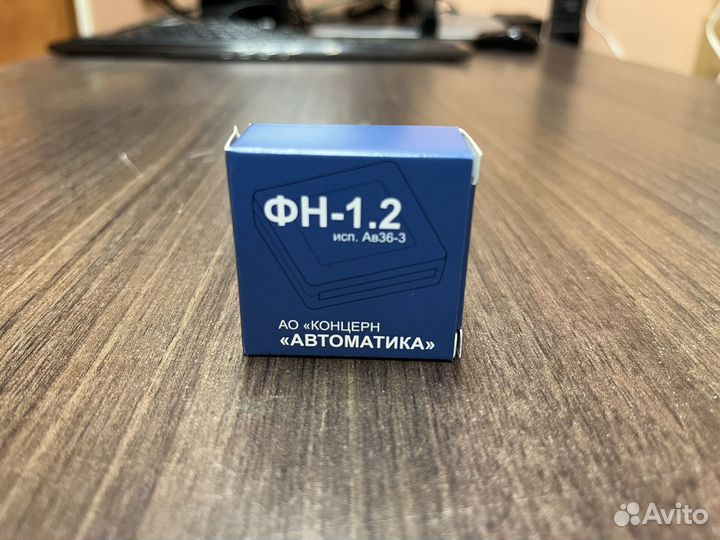 ФН-1.2
исп. Ав36-3
АО «КОНЦЕРН
«АВТОМАТИКА»
Avito